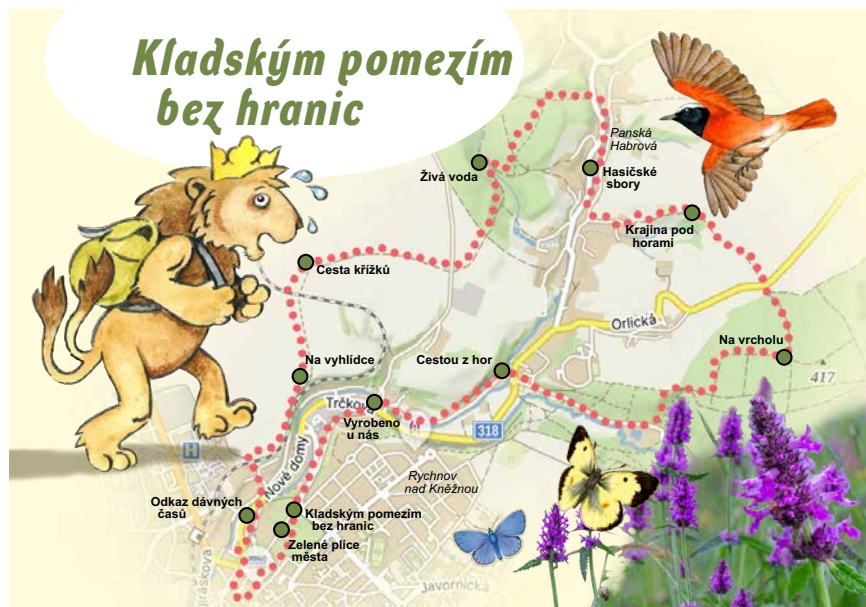 Kladským pomezím
bez hranic
Panská
Habrová
Živá voda
Hasičské
sbory
Krajina pod
horami
Cesta křížků
Orlická
Na vrcholu
Na vyhlídce
Cestou z hor
417
Trčkova
Vyrobeno
u nás
318
H
Nové domy
Rychnov
nad Kněžnou
Odkaz dávných
časů
Kladským pomezím
bez hranic
Zelené plíce
města
Javornická